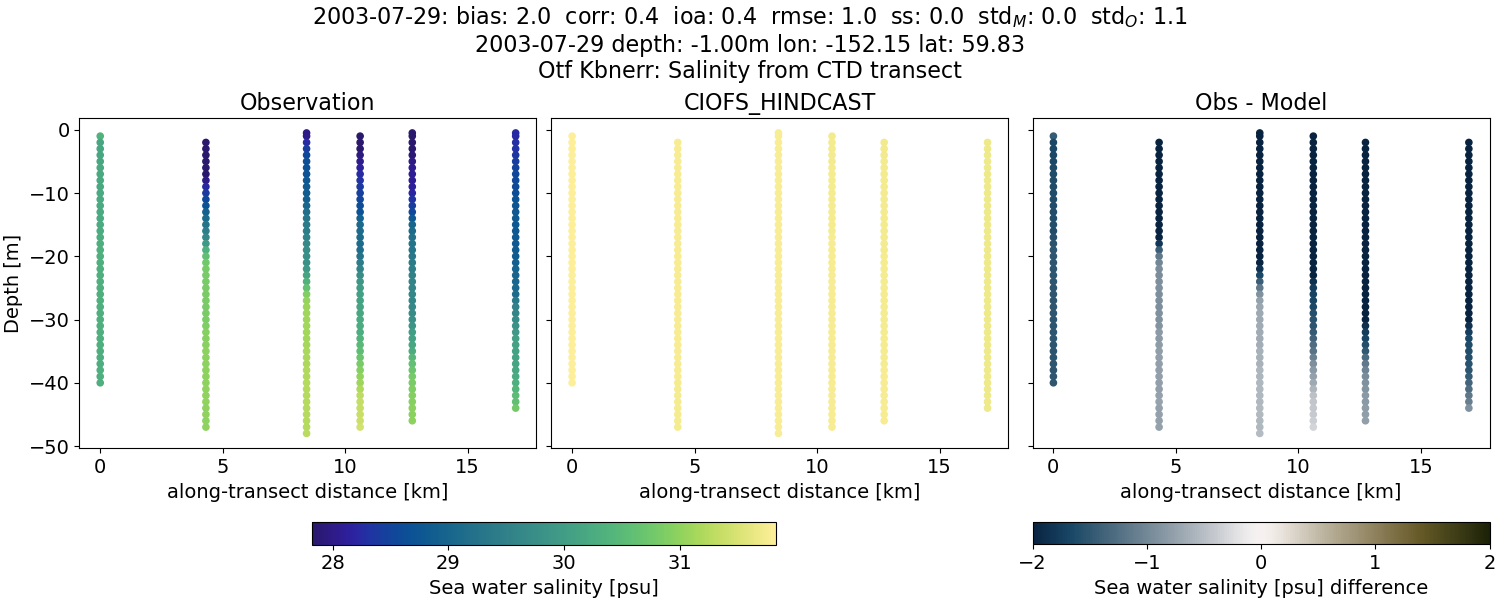 2003-07-29: bias: 2.0  corr: 0.4  ioa: 0.4  rmse: 1.0  ss: 0.0  std_M: 0.0  std_O: 1.1
2003-07-29 depth: -1.00m lon: -152.15 lat: 59.83
Otf Kbnerr: Salinity from CTD transect
Observation
CIOFS_HINDCAST
Obs - Model
0
−10
−20
−30
−40
−50
Depth [m]
0 5 10 15
0 5 10 15
0 5 10 15
along-transect distance [km]
along-transect distance [km]
along-transect distance [km]
28 29 30 31
Sea water salinity [psu]
−2 −1 0 1 2
Sea water salinity [psu] difference